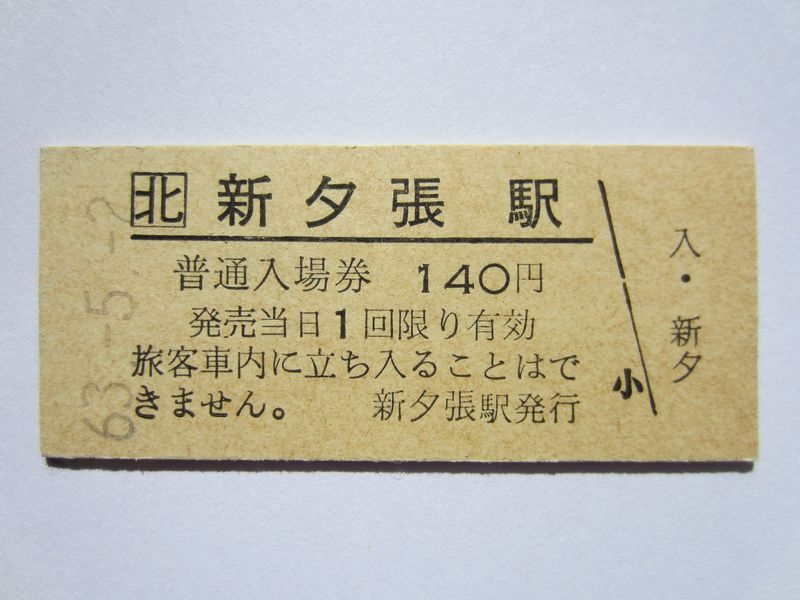 北 新夕張駅
普通入場券 140円
発売当日1回限り有効
旅客車内に立ち入ることはで
きません。 新夕張駅発行
小
入・新夕
63.-5.-2